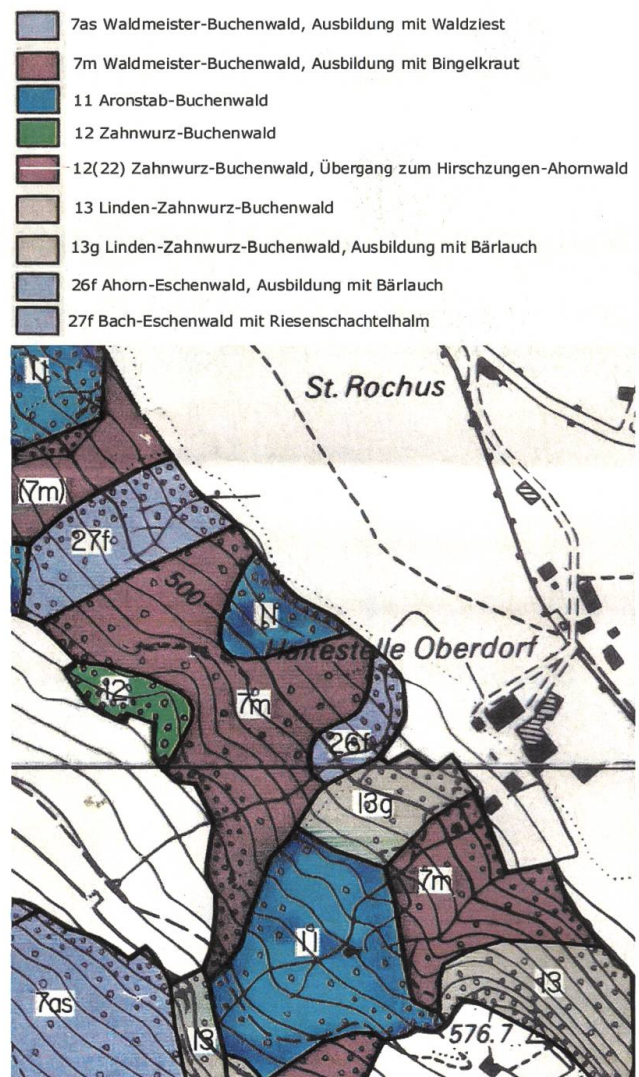 7as Waldmeister-Buchenwald, Ausbildung mit Waldziest
7m Waldmeister-Buchenwald, Ausbildung mit Bingelkraut
11 Aronstab-Buchenwald
12 Zahnwurz-Buchenwald
12(22) Zahnwurz-Buchenwald, Übergang zum Hirschzungen-Ahornwald
13 Linden-Zahnwurz-Buchenwald
13g Linden-Zahnwurz-Buchenwald, Ausbildung mit Bärlauch
26f Ahorn-Eschenwald, Ausbildung mit Bärlauch
27f Bach-Eschenwald mit Riesenschachtelhalm
11
St. Rochus
(7m)
27f
500
11
Haltestelle Oberdorf
12
7m
26f
13g
7m
11
13
7as
13
576.7